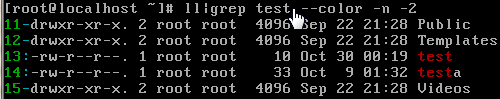 [root@localhost ~]# ll|grep test --color -n -2
11-drwxr-xr-x. 2 root root 4096 Sep 22 21:28 Public
12-drwxr-xr-x. 2 root root 4096 Sep 22 21:28 Templates
13:-rw-r--r--. 1 root root 10 Oct 30 00:19 test
14:-rw-r--r--. 1 root root 33 Oct 9 01:32 testa
15-drwxr-xr-x. 2 root root 4096 Sep 22 21:28 Videos